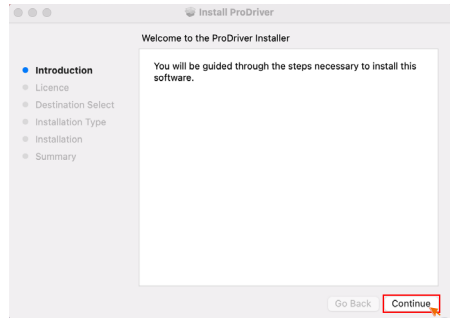 Install ProDriver
Welcome to the ProDriver Installer
Introduction
Licence
Destination Select
Installation Type
Installation
Summary
You will be guided through the steps necessary to install this
software.
Go Back
Continue